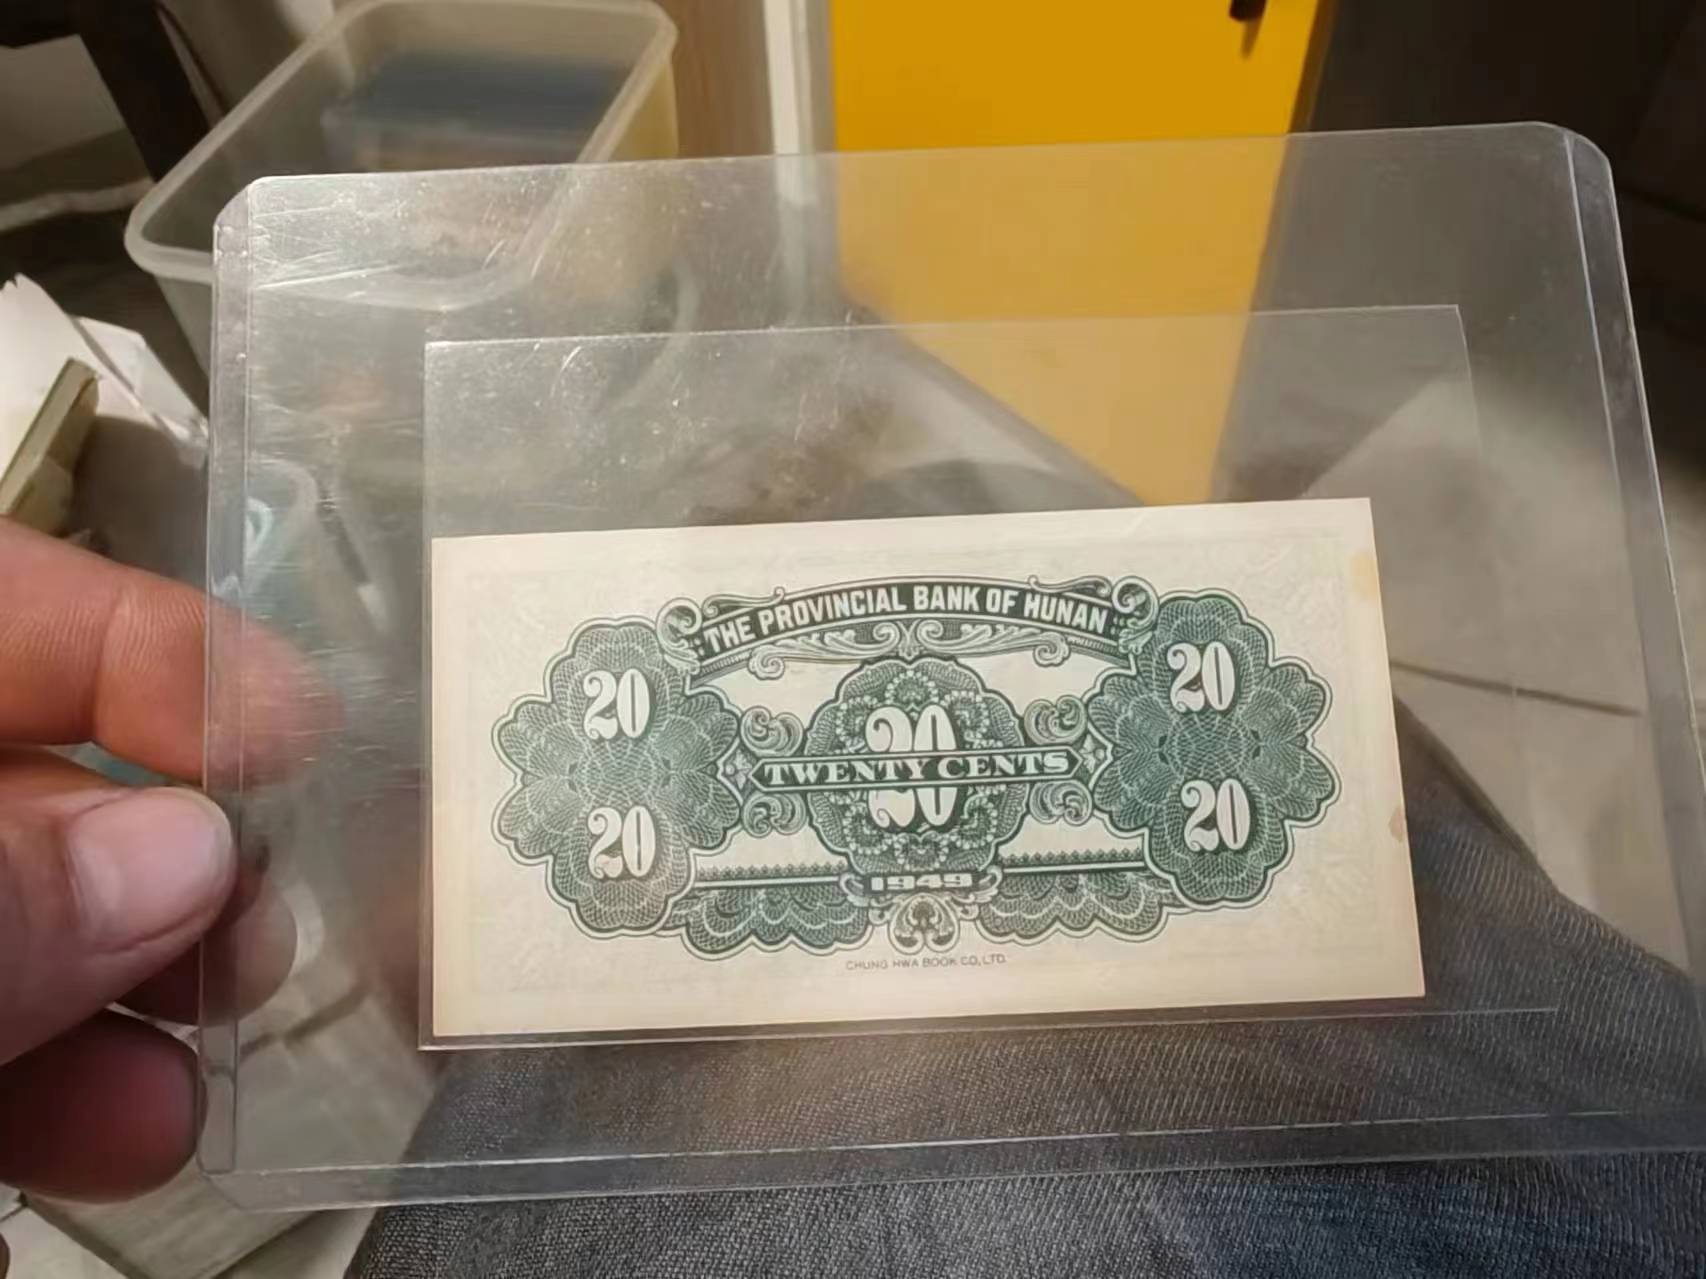 THE PROVINCIAL BANK OF HUNAN
20
20
20
TWENTY CENTS
20
20
1949
CHUNG HWA BOOK CO., LTD.